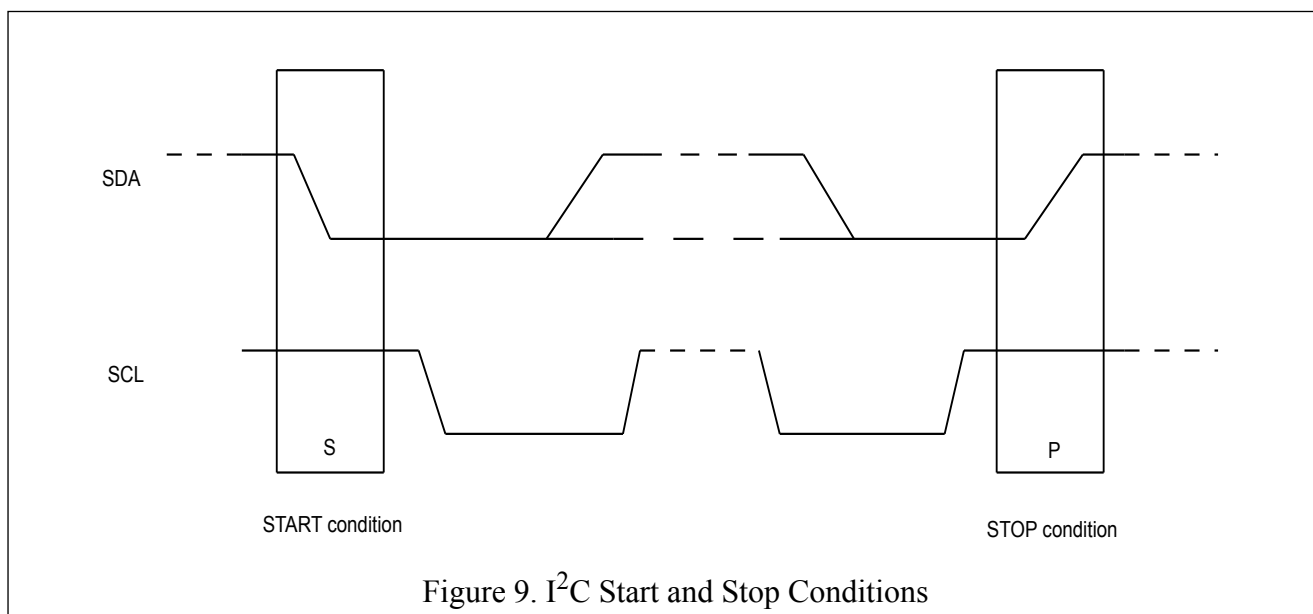 SDA
SCL
S
P
START condition
STOP condition
Figure 9. I²C Start and Stop Conditions